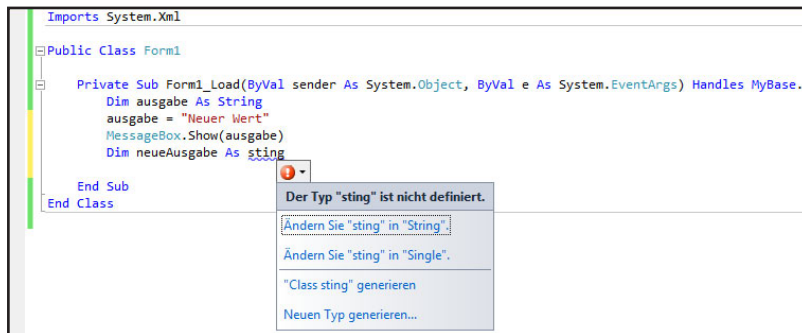 Imports System.Xml
Public Class Form1
Private Sub Form1_Load(ByVal sender As System.Object, ByVal e As System.EventArgs) Handles MyBase.
Dim ausgabe As String
ausgabe = "Neuer Wert"
MessageBox.Show(ausgabe)
Dim neueAusgabe As sting
End Sub
End Class
Der Typ "sting" ist nicht definiert.
Ändern Sie "sting" in "String".
Ändern Sie "sting" in "Single".
"Class sting" generieren
Neuen Typ generieren...